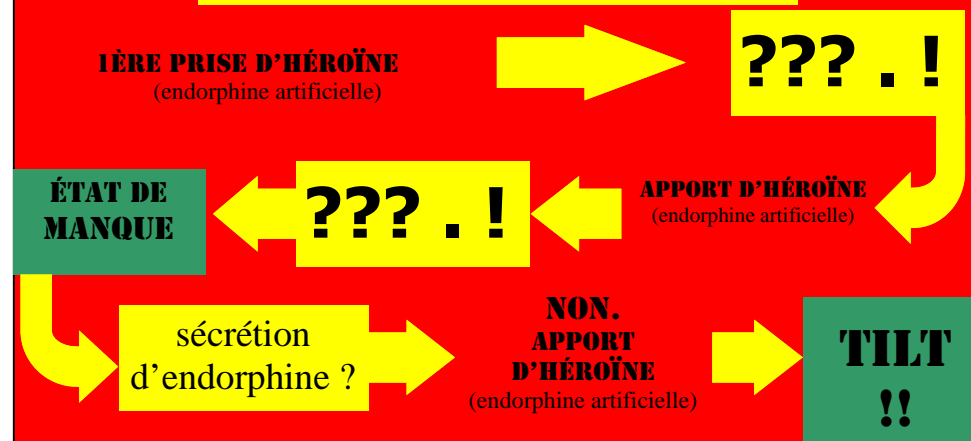 1ÈRE PRISE D’HÉROÏNE
(endorphine artificielle)
??? . !
APPORT D’HÉROÏNE
(endorphine artificielle)
??? . !
ÉTAT DE
MANQUE
sécrétion
d’endorphine ?
NON.
APPORT
D’HÉROÏNE
(endorphine artificielle)
TILT
!!